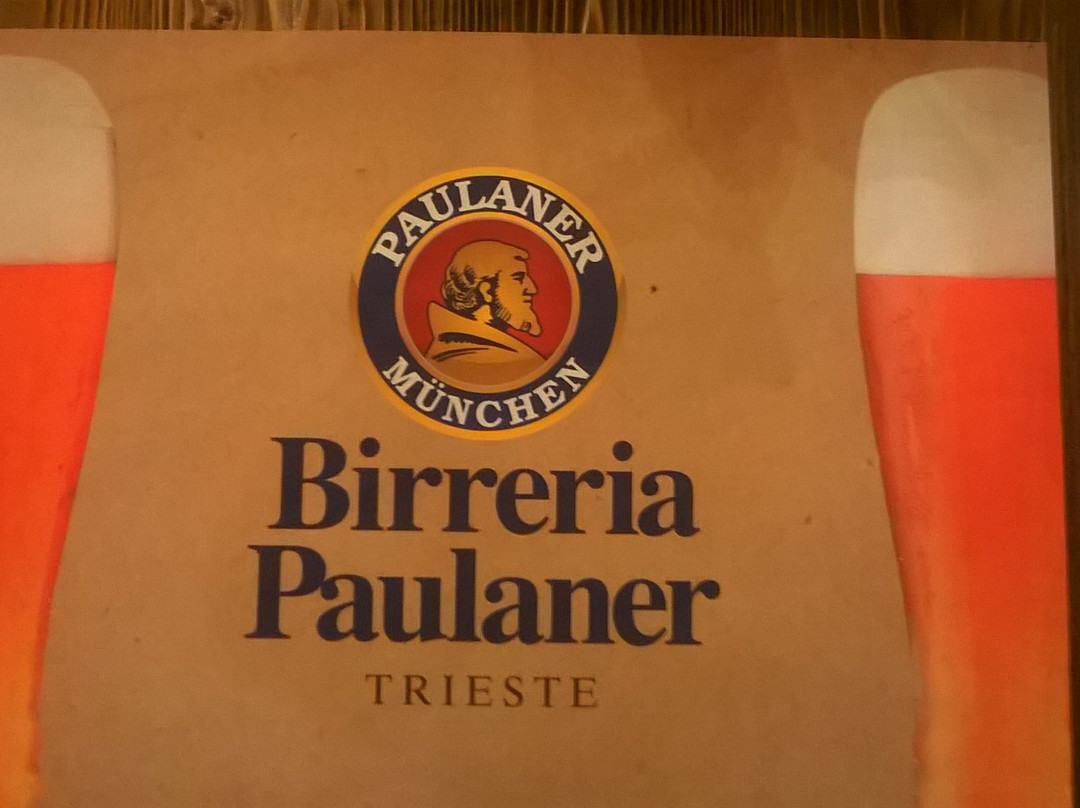 PAULANER
MÜNCHEN
Birreria
Paulaner
TRIESTE